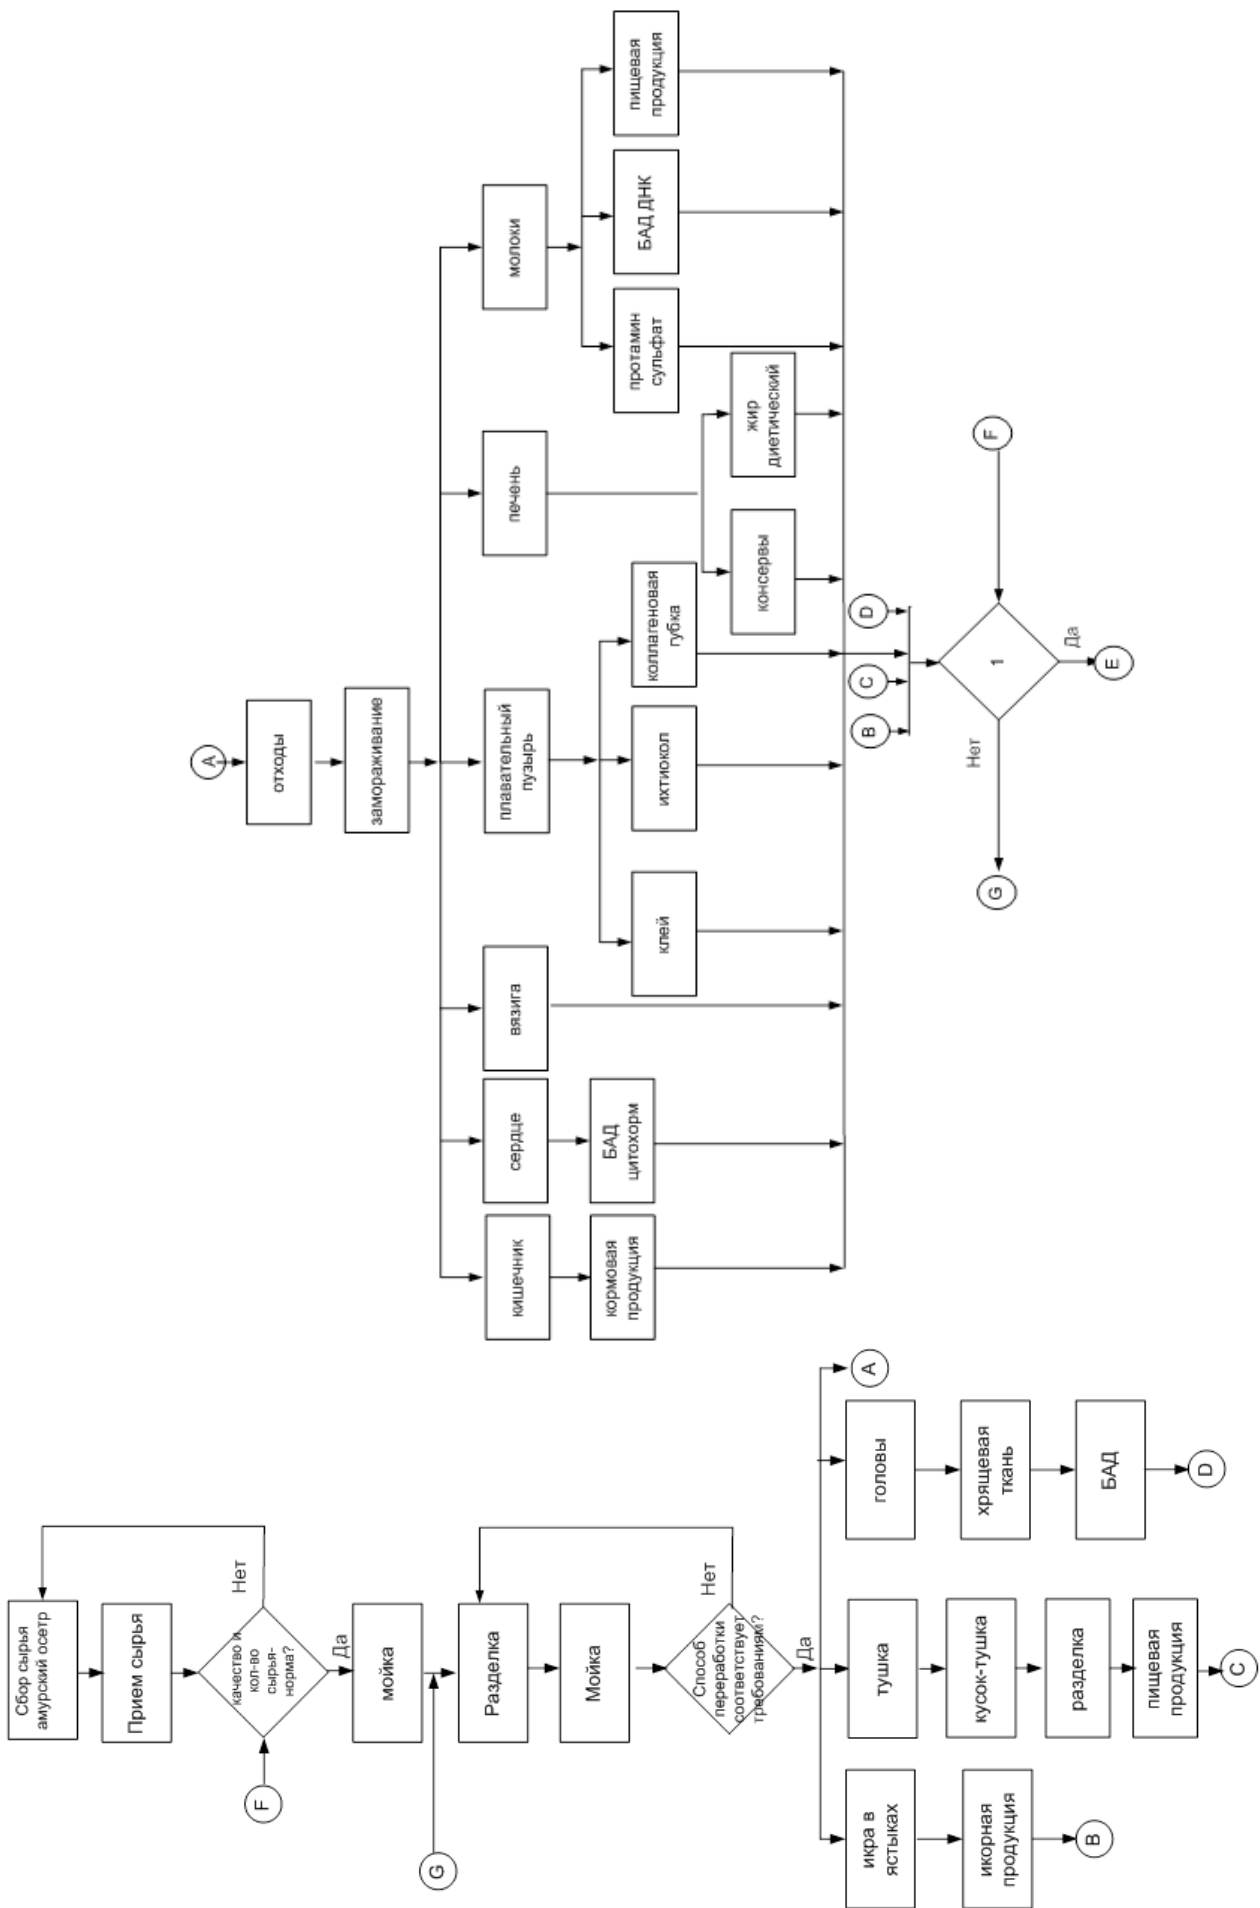 Сбор сырья
амурский осетр
Прием сырья
качество и
кол-во
сырья-
норма?
Нет
Да
F
мойка
G
Разделка
Мойка
Способ
переработки
соответствует
требованиям?
Нет
Да
икра в
ястыках
икорная
продукция
B
тушка
кусок-тушка
разделка
пищевая
продукция
C
головы
хрящевая
ткань
БАД
D
A
A
отходы
замораживание
кишечник
сердце
вязига
плавательный
пузырь
печень
молоки
кормовая
продукция
БАД
цитохорм
клей
ихтиокол
коллагеновая
губка
протамин
сульфат
БАД ДНК
пищевая
продукция
консервы
жир
диетический
B
C
D
1
F
Нет
G
Да
E